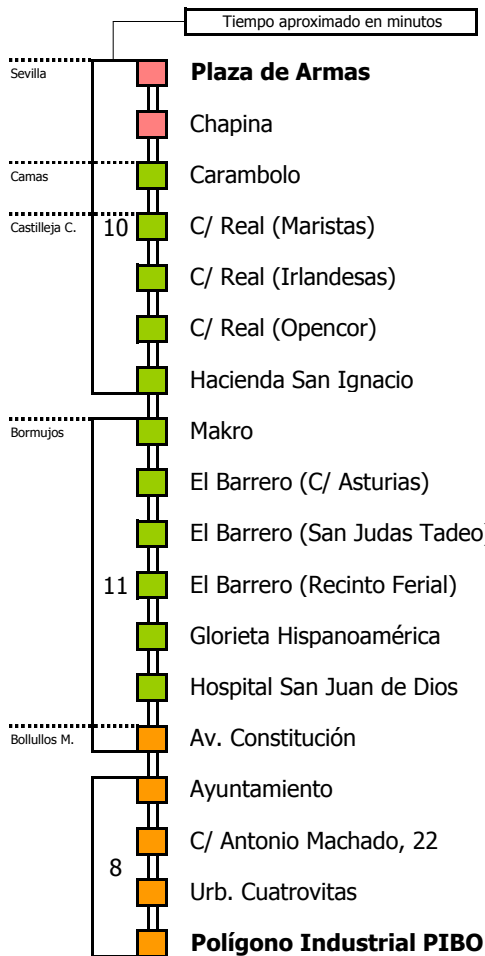 Tiempo aproximado en minutos
Sevilla
Plaza de Armas
Chapina
Camas
Carambolo
Castilleja C.
10
C/ Real (Maristas)
C/ Real (Irlandesas)
C/ Real (Opencor)
Hacienda San Ignacio
Bormujos
Makro
El Barrero (C/ Asturias)
El Barrero (San Judas Tadeo)
11
El Barrero (Recinto Ferial)
Glorieta Hispanoamérica
Hospital San Juan de Dios
Bollullos M.
Av. Constitución
Ayuntamiento
C/ Antonio Machado, 22
8
Urb. Cuatrovitas
Polígono Industrial PIBO